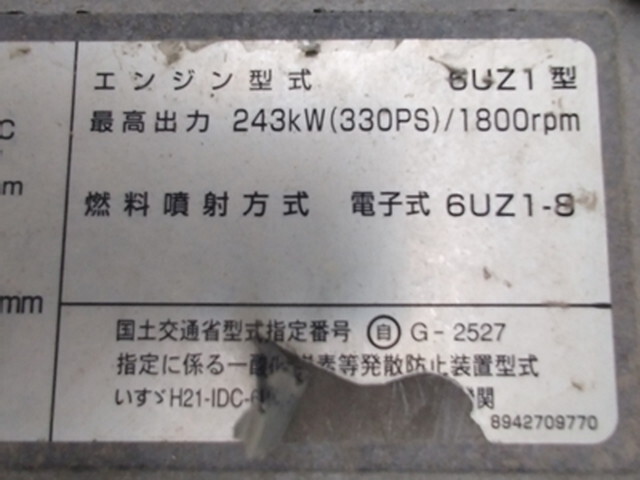 エンジン型式 6UZ1型
最高出力 243kW(330PS)/1800rpm
燃料噴射方式 電子式 6UZ1-S
mm
国土交通省型式指定番号 自 G-2527
指定に係る一酸化炭素等発散防止装置型式
いすゞH21-IDC-6 関
8942709770